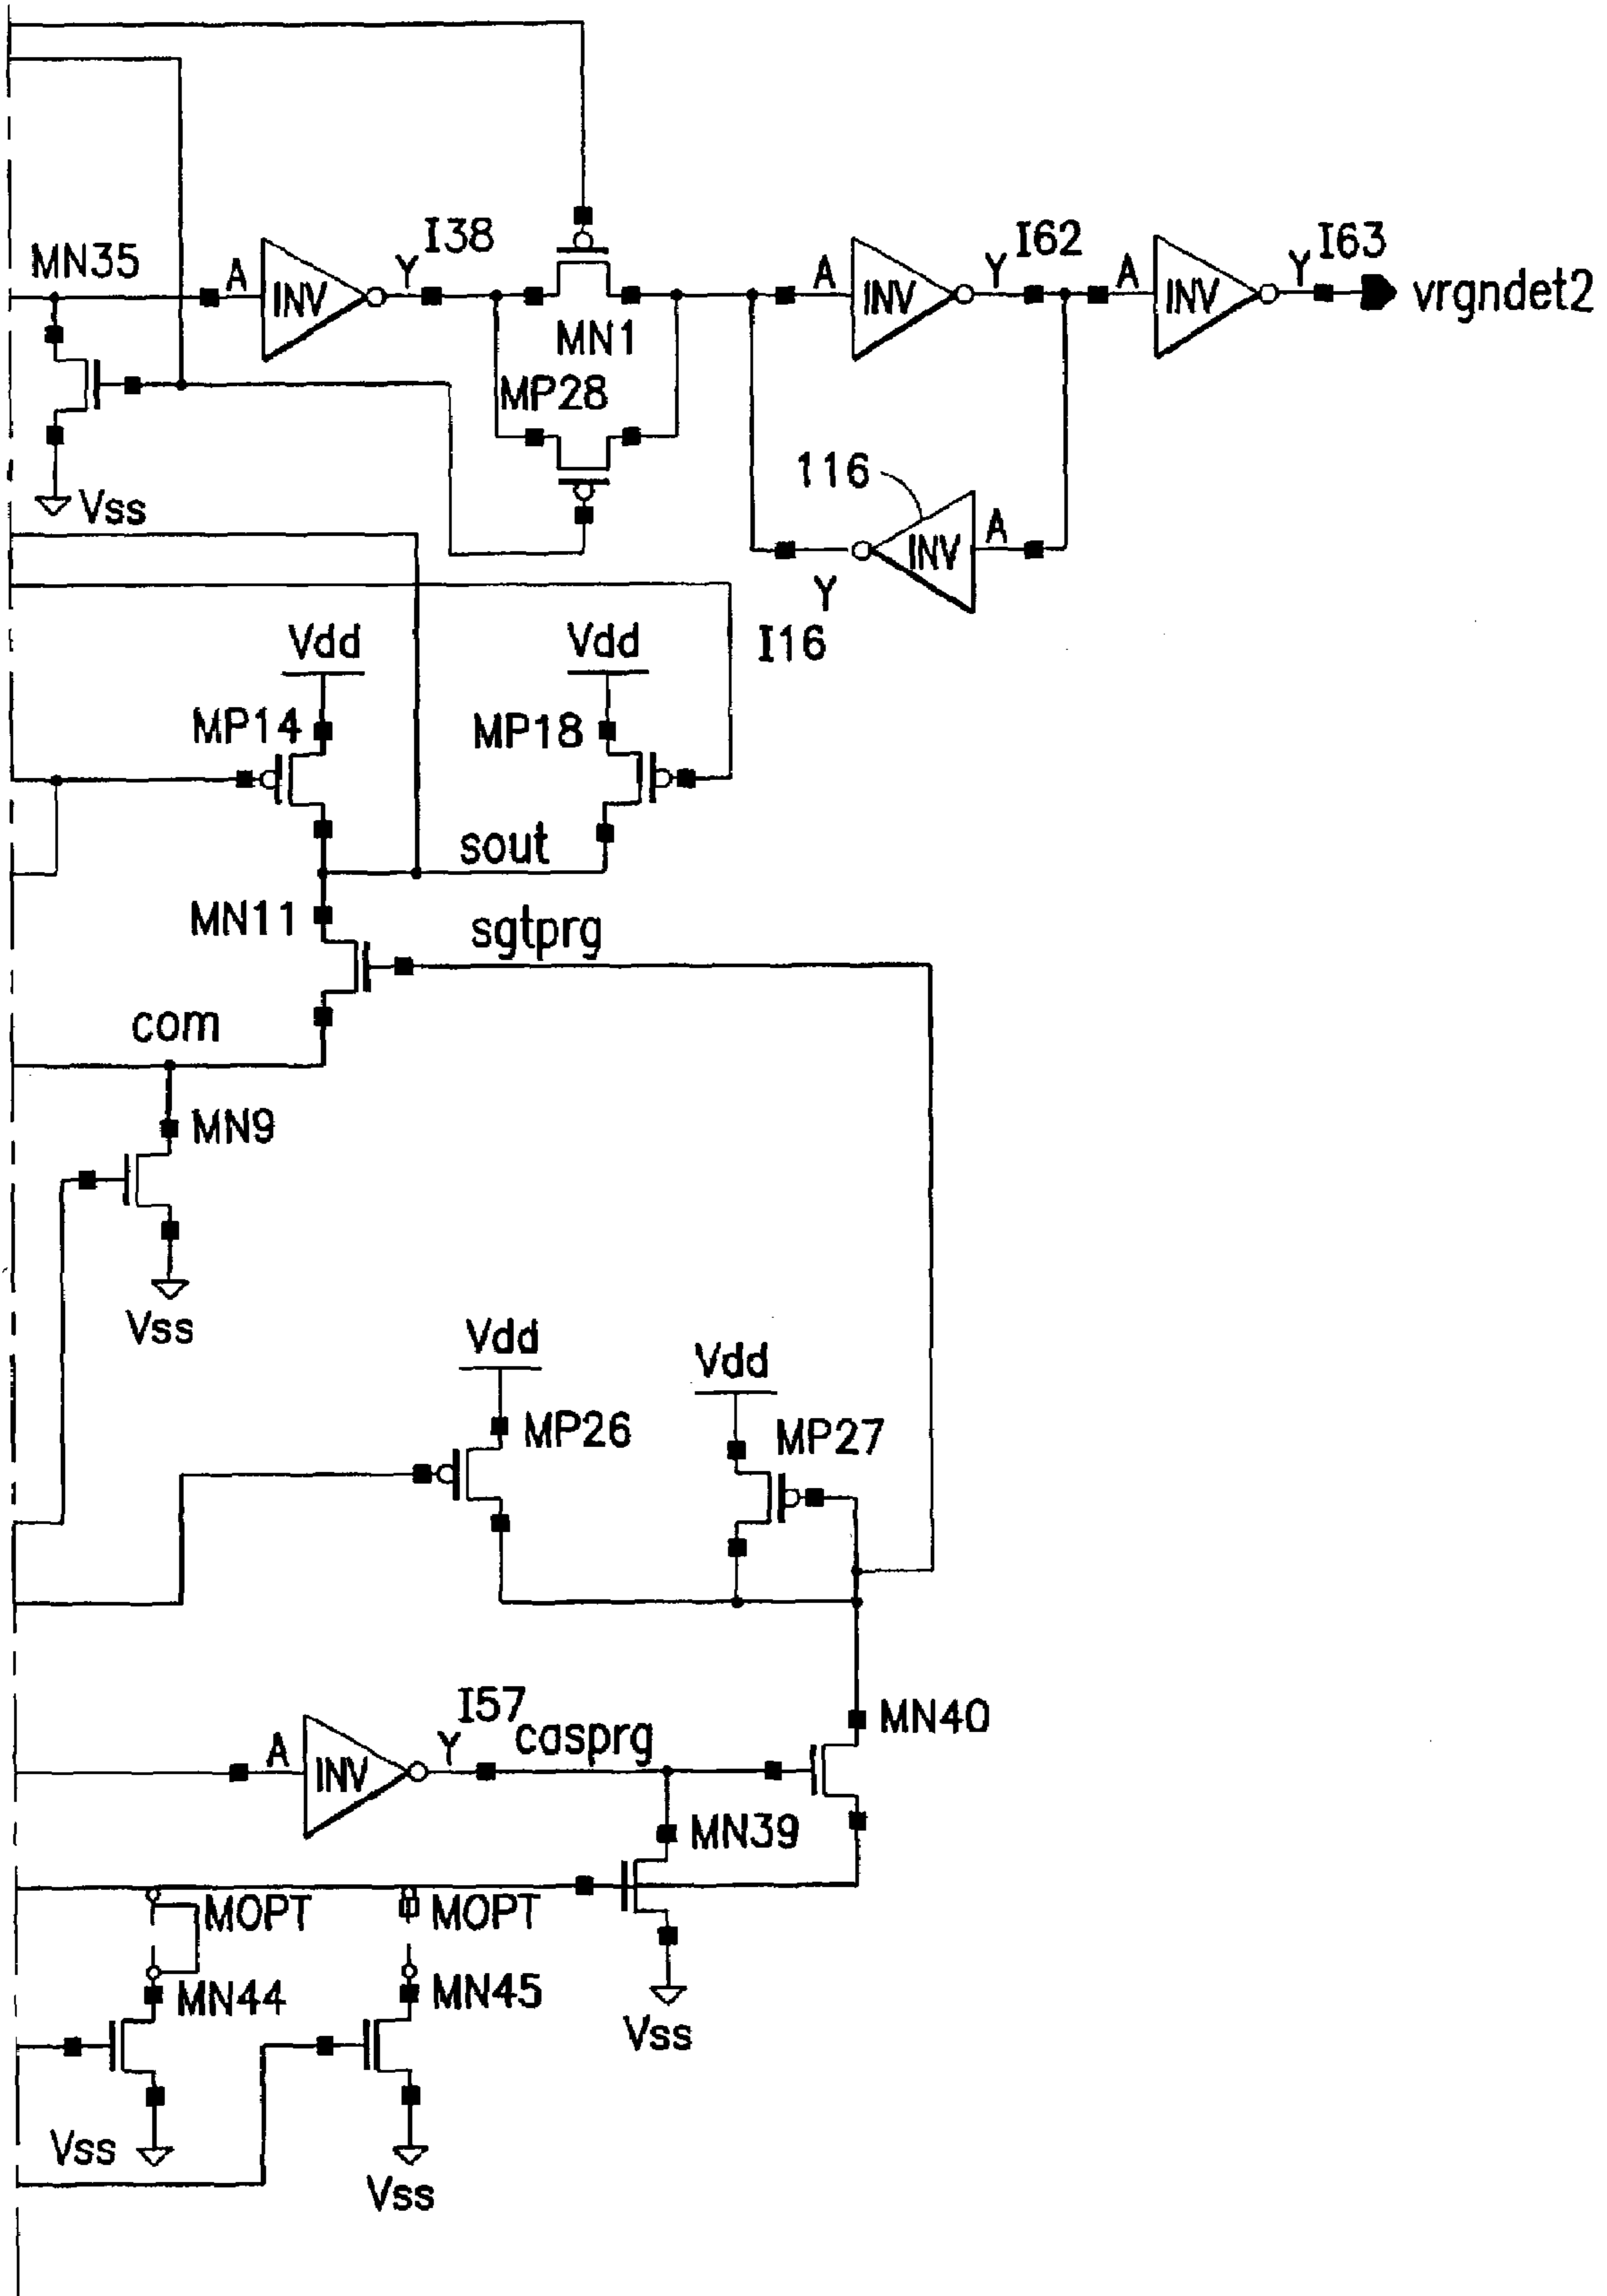 MN35
A
INV
Y
I38
MN1
MP28
A
INV
Y
I62
A
INV
Y
I63
vrgndet2
Vss
116
INV
A
Y
I16
Vdd
Vdd
MP14
MP18
sout
MN11
sgtprg
com
MN9
Vss
Vdd
Vdd
MP26
MP27
A
INV
Y
I57
casprg
MN40
MN39
MOPT
MOPT
MN44
MN45
Vss
Vss
Vss